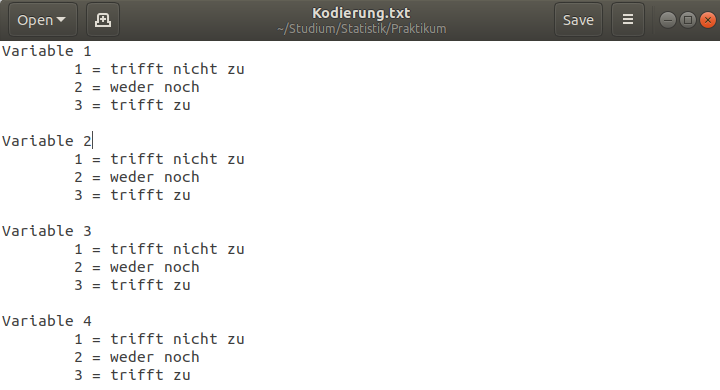 Open
Kodierung.txt
~/Studium/Statistik/Praktikum
Save
Variable 1
1 = trifft nicht zu
2 = weder noch
3 = trifft zu
Variable 2
1 = trifft nicht zu
2 = weder noch
3 = trifft zu
Variable 3
1 = trifft nicht zu
2 = weder noch
3 = trifft zu
Variable 4
1 = trifft nicht zu
2 = weder noch
3 = trifft zu